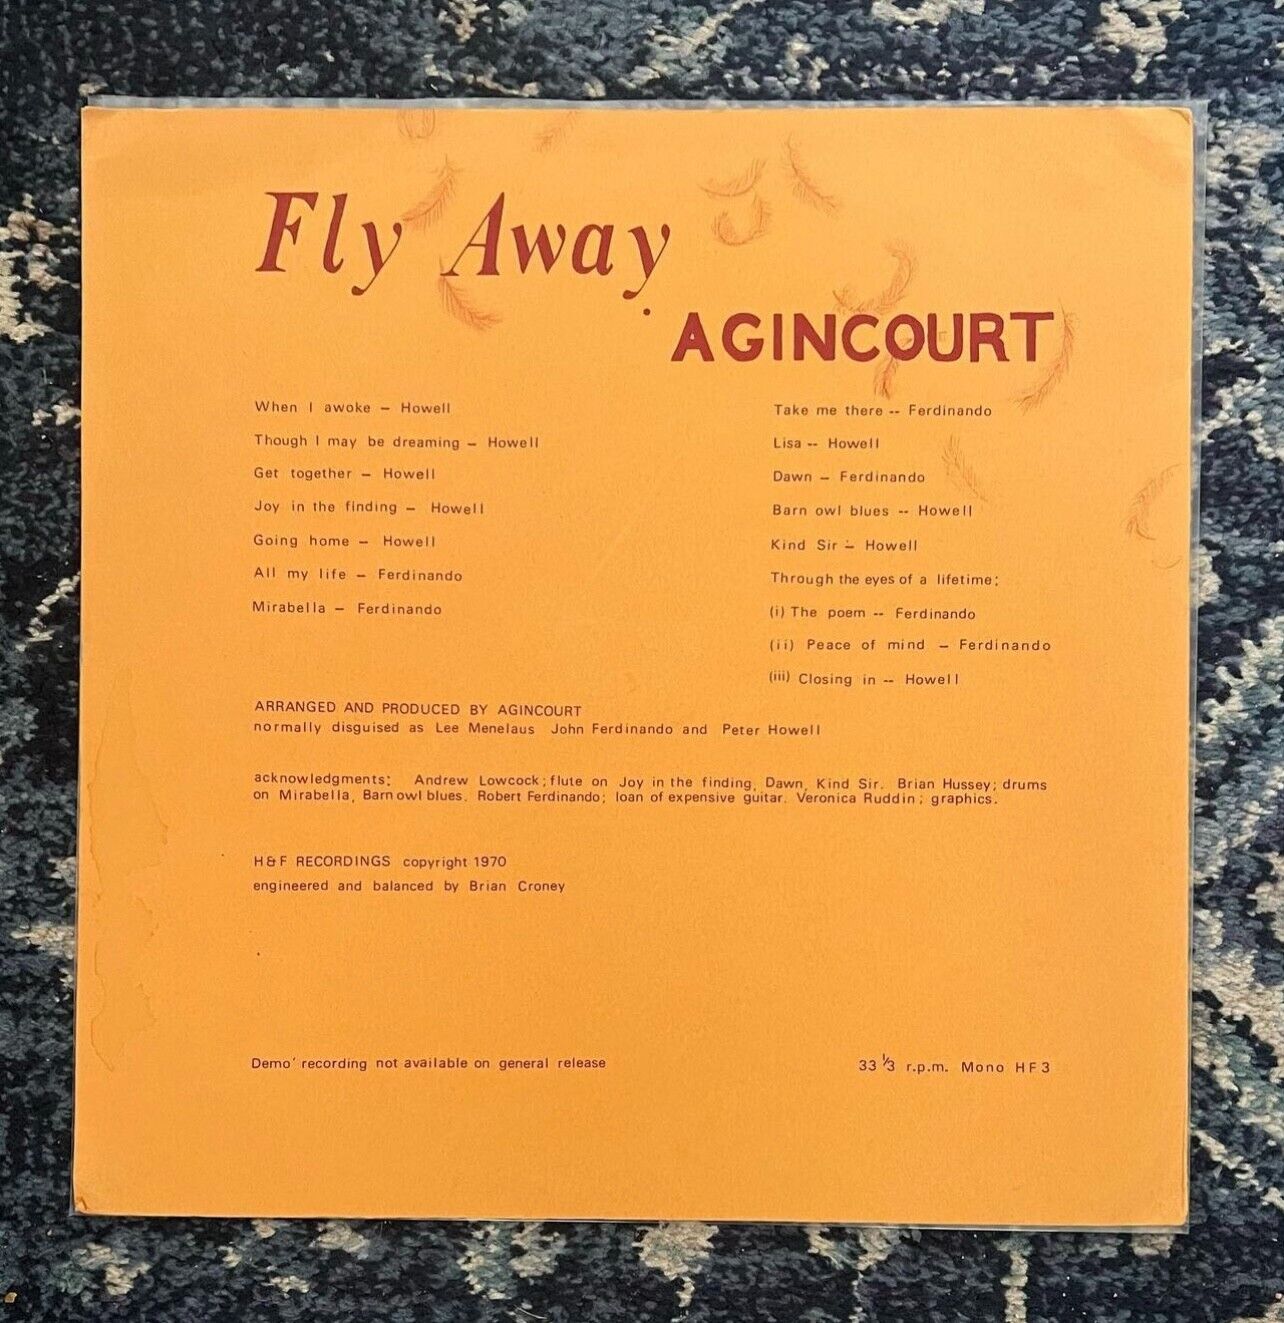 Fly Away
AGINCOURT
When I awoke – Howell
Though I may be dreaming – Howell
Get together – Howell
Joy in the finding – Howell
Going home – Howell
All my life – Ferdinando
Mirabella – Ferdinando
Take me there -- Ferdinando
Lisa -- Howell
Dawn – Ferdinando
Barn owl blues -- Howell
Kind Sir – Howell
Through the eyes of a lifetime:
(i) The poem -- Ferdinando
(ii) Peace of mind – Ferdinando
(iii) Closing in -- Howell
ARRANGED AND PRODUCED BY AGINCOURT
normally disguised as Lee Menelaus John Ferdinando and Peter Howell
acknowledgments: Andrew Lowcock; flute on Joy in the finding, Dawn, Kind Sir. Brian Hussey; drums
on Mirabella, Barn owl blues. Robert Ferdinando; loan of expensive guitar. Veronica Ruddin; graphics.
H&F RECORDINGS copyright 1970
engineered and balanced by Brian Croney
Demo' recording not available on general release
33 1/3 r.p.m. Mono HF3